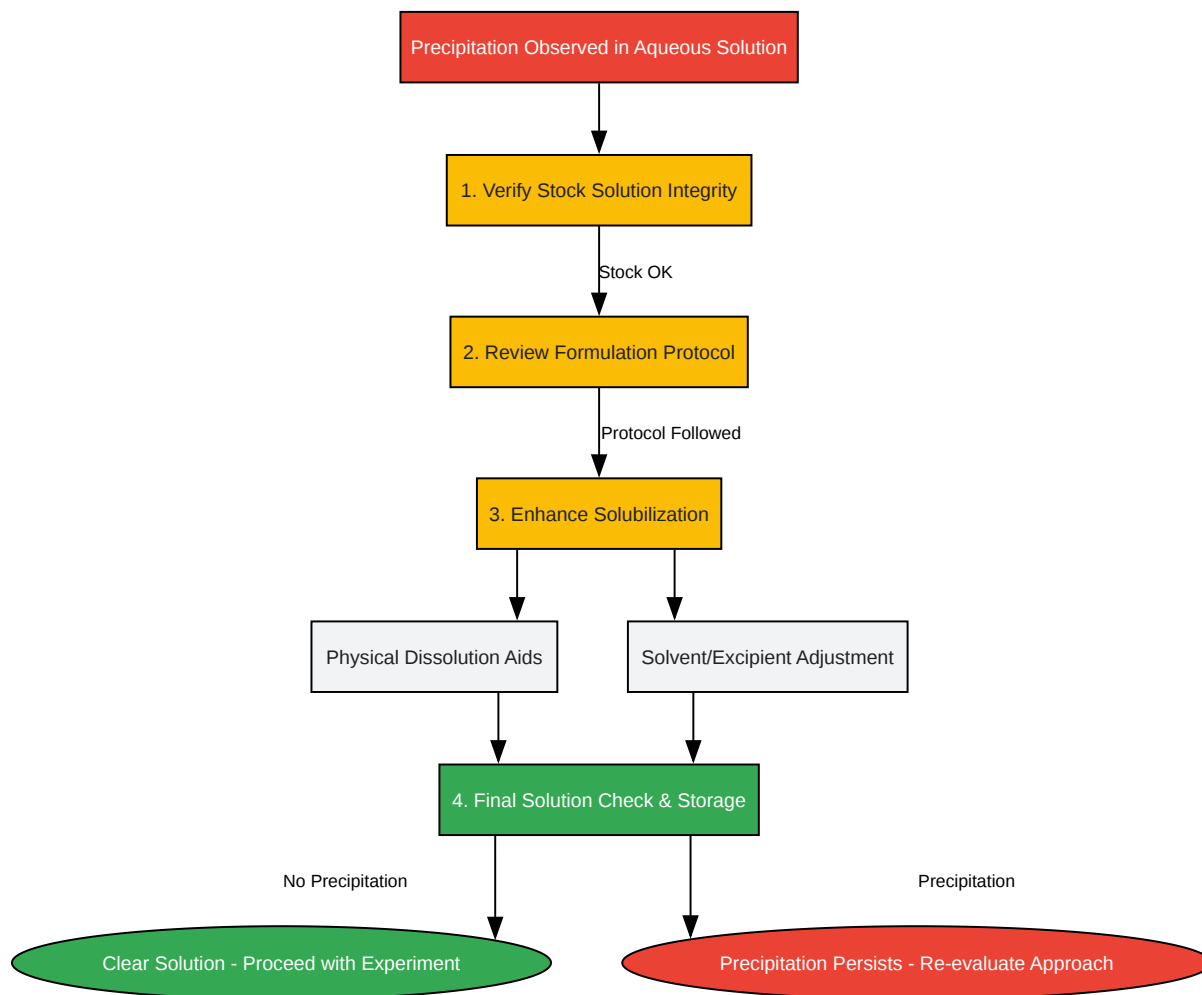 Precipitation Observed in Aqueous Solution
1. Verify Stock Solution Integrity
Stock OK
2. Review Formulation Protocol
Protocol Followed
3. Enhance Solubilization
Physical Dissolution Aids
Solvent/Excipient Adjustment
4. Final Solution Check & Storage
No Precipitation
Precipitation
Clear Solution - Proceed with Experiment
Precipitation Persists - Re-evaluate Approach